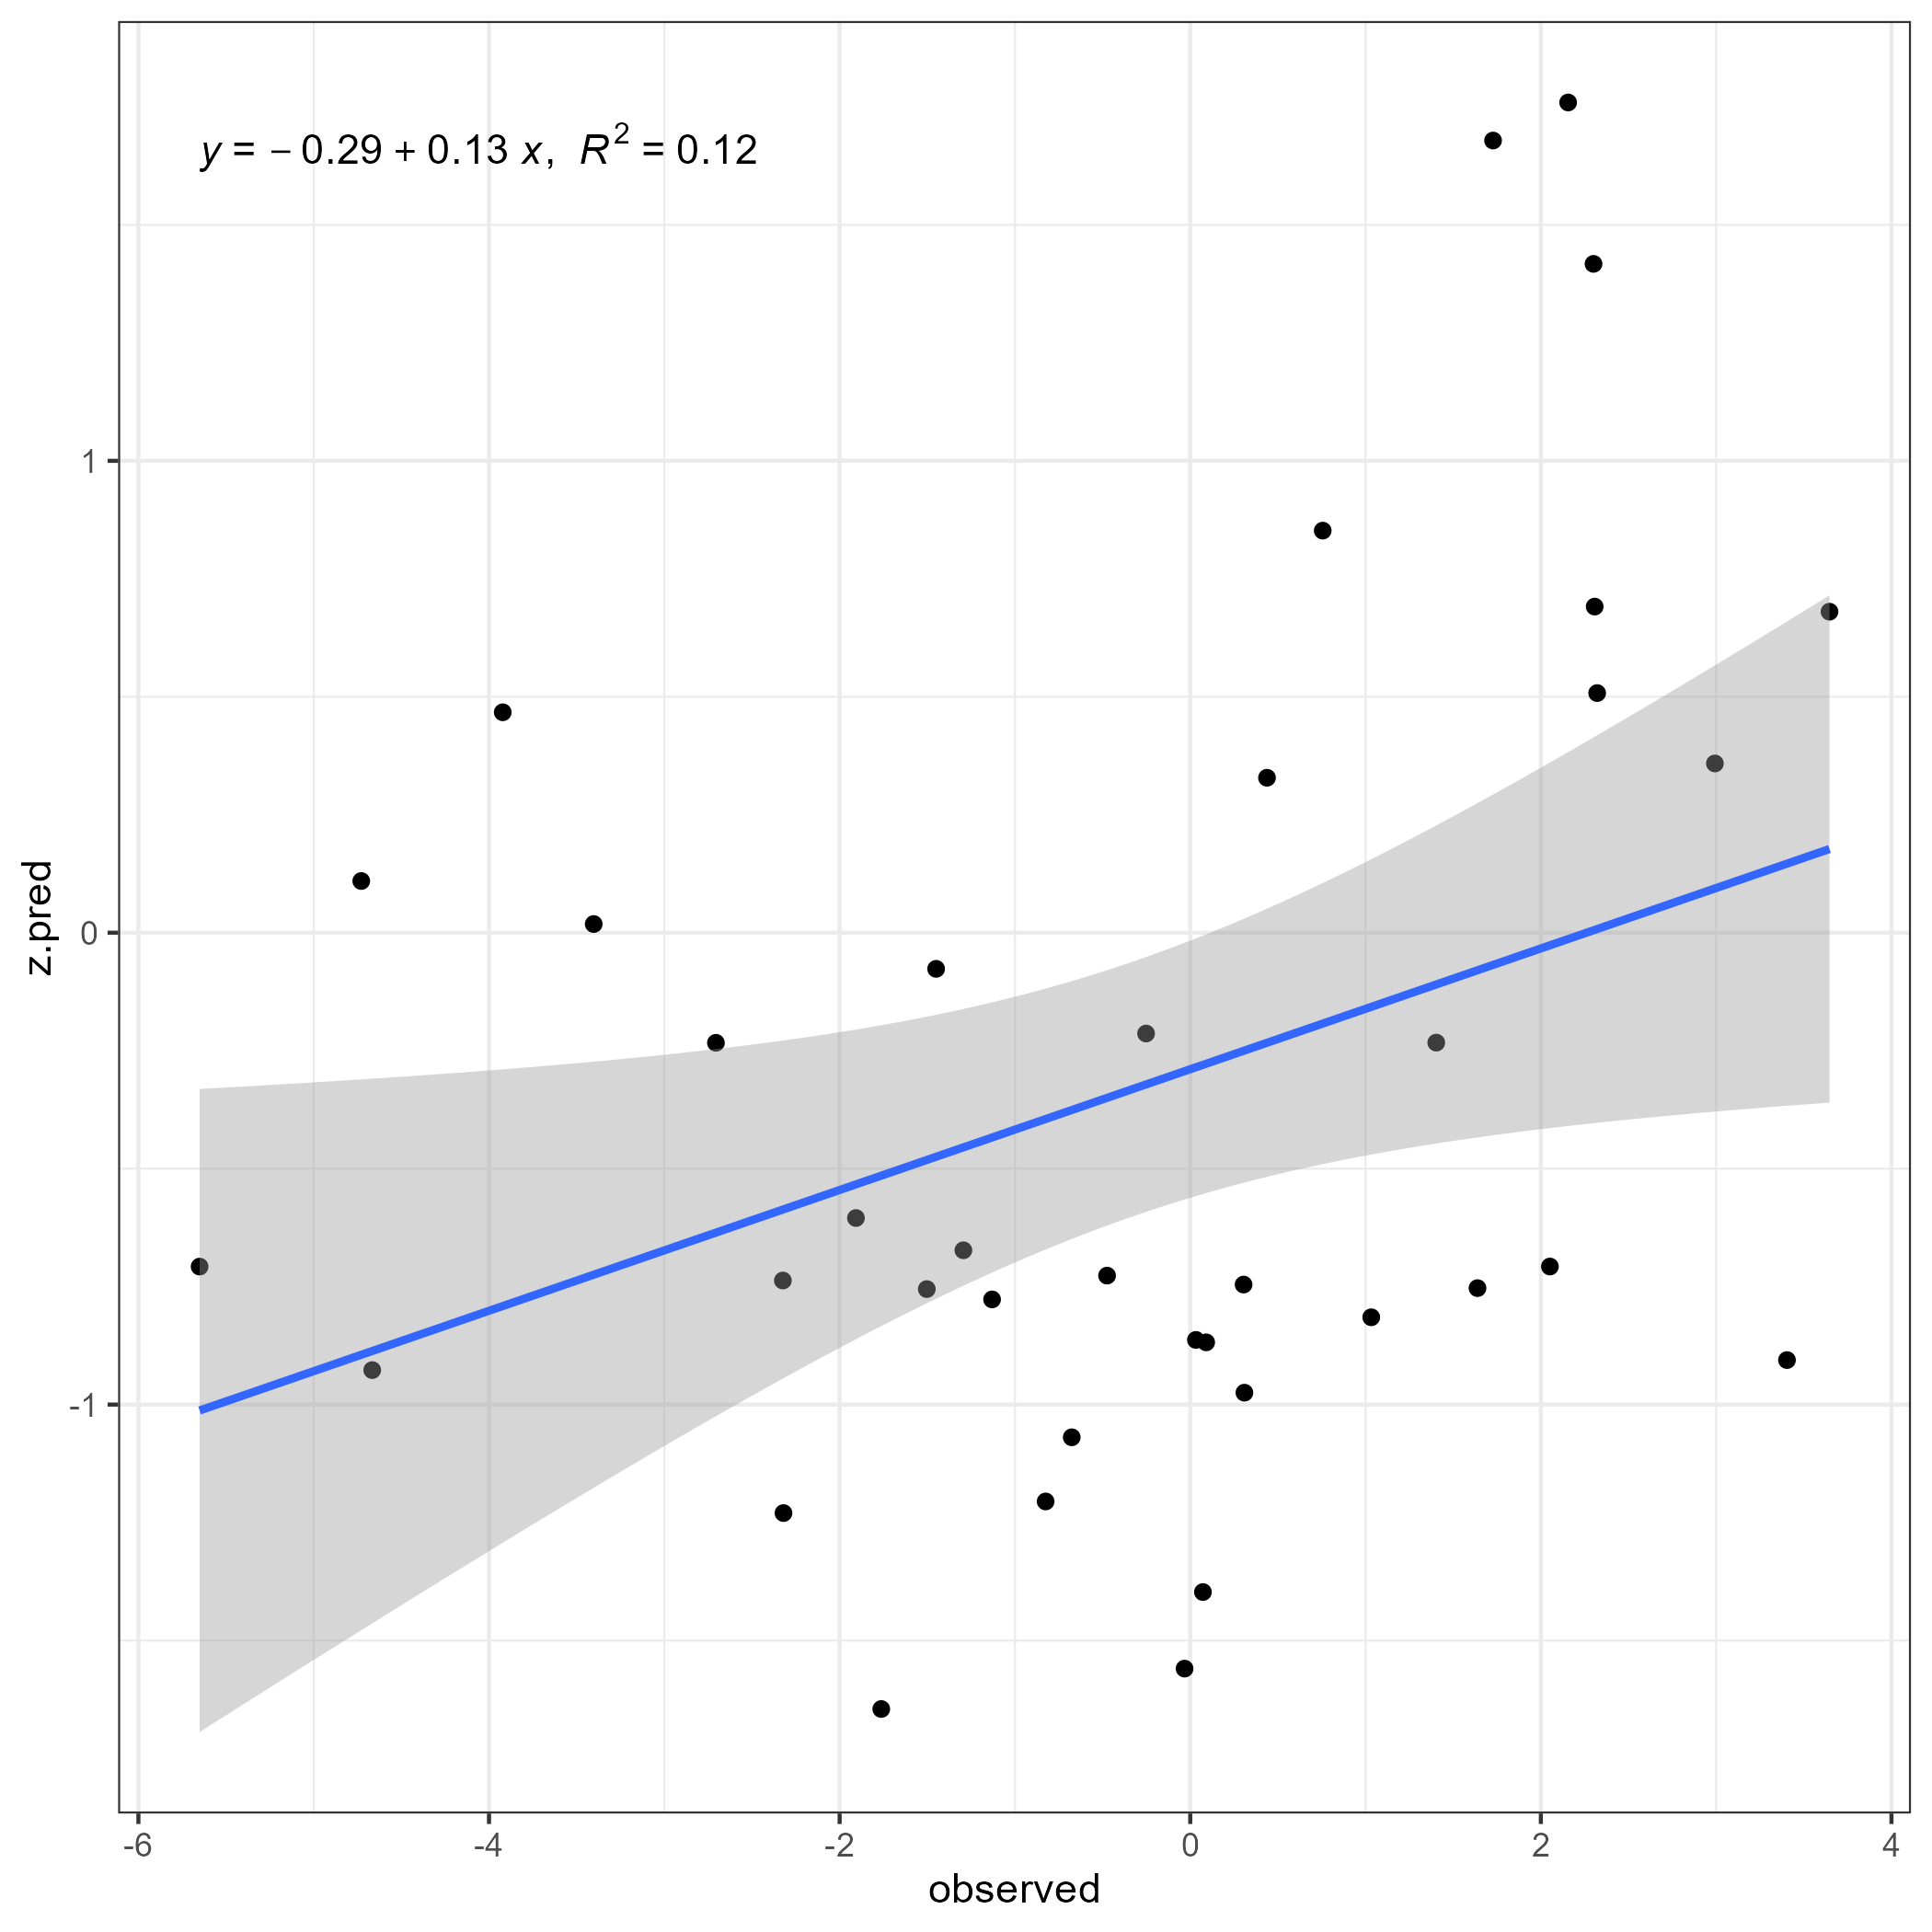 y = − 0.29 + 0.13 x, R² = 0.12
1
0
-1
z.pred
-6 -4 -2 0 2 4
observed